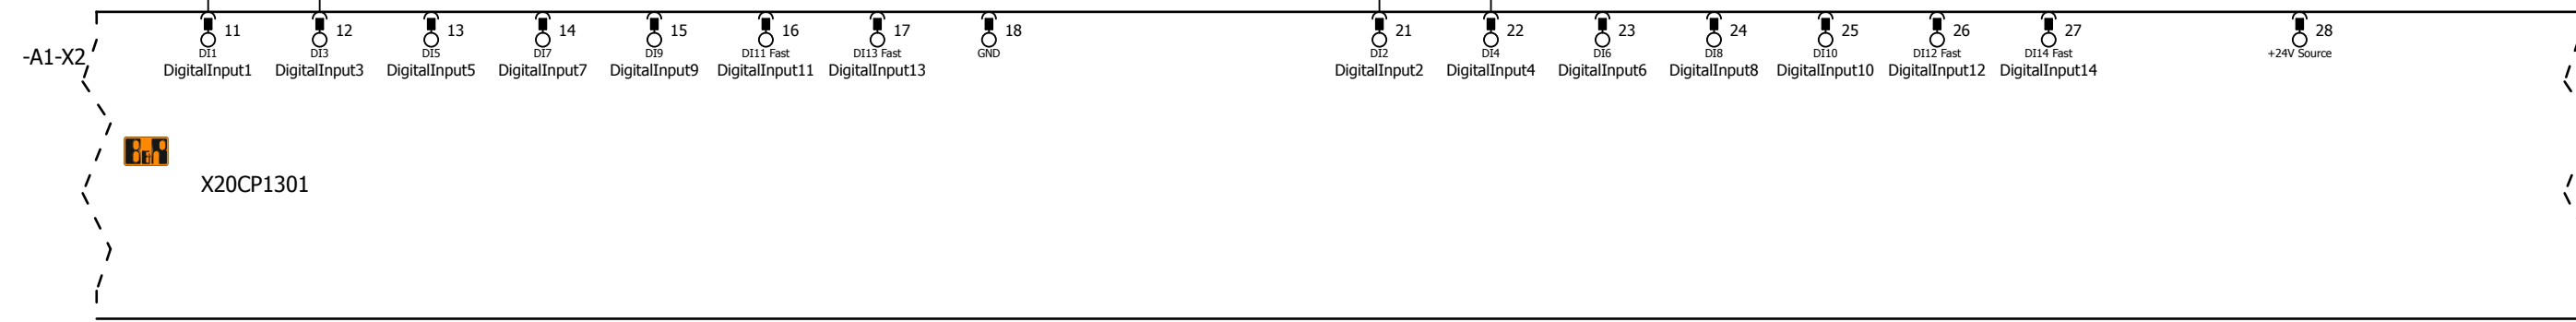 11 12 13 14 15 16 17 18 21 22 23 24 25 26 27 28
-A1-X2
DI1 DI3 DI5 DI7 DI9 DI11 Fast DI13 Fast GND DI2 DI4 DI6 DI8 DI10 DI12 Fast DI14 Fast +24V Source
DigitalInput1 DigitalInput3 DigitalInput5 DigitalInput7 DigitalInput9 DigitalInput11 DigitalInput13 DigitalInput2 DigitalInput4 DigitalInput6 DigitalInput8 DigitalInput10 DigitalInput12 DigitalInput14
B&R
X20CP1301